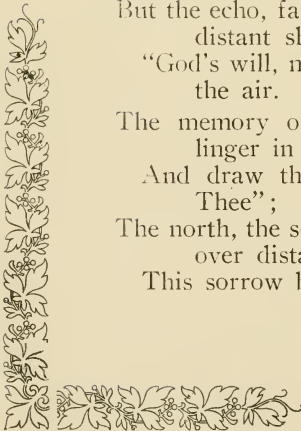 But the echo, fa
distant sh
"God's will, n
the air.
The memory o
linger in
And draw th
Thee";
The north, the s
over dista
This sorrow h